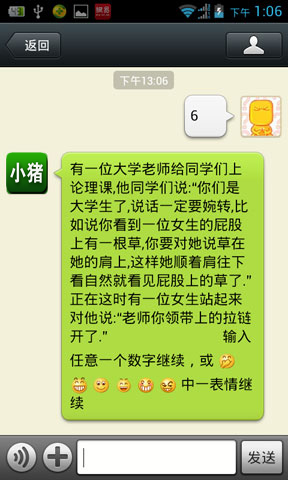 下午 1:06
返回
下午13:06
6
小猪
有一位大学老师给同学们上
论理课,他同学们说:“你们是
大学生了,说话一定要婉转,比
如说你看到一位女生的屁股
上有一根草,你要对她说草在
她的肩上,这样她顺着肩往下
看自然就看见屁股上的草了.”
正在这时有一位女生站起来
对他说:“老师你领带上的拉链
开了.” 输入
任意一个数字继续，或
中一表情继
续
发送